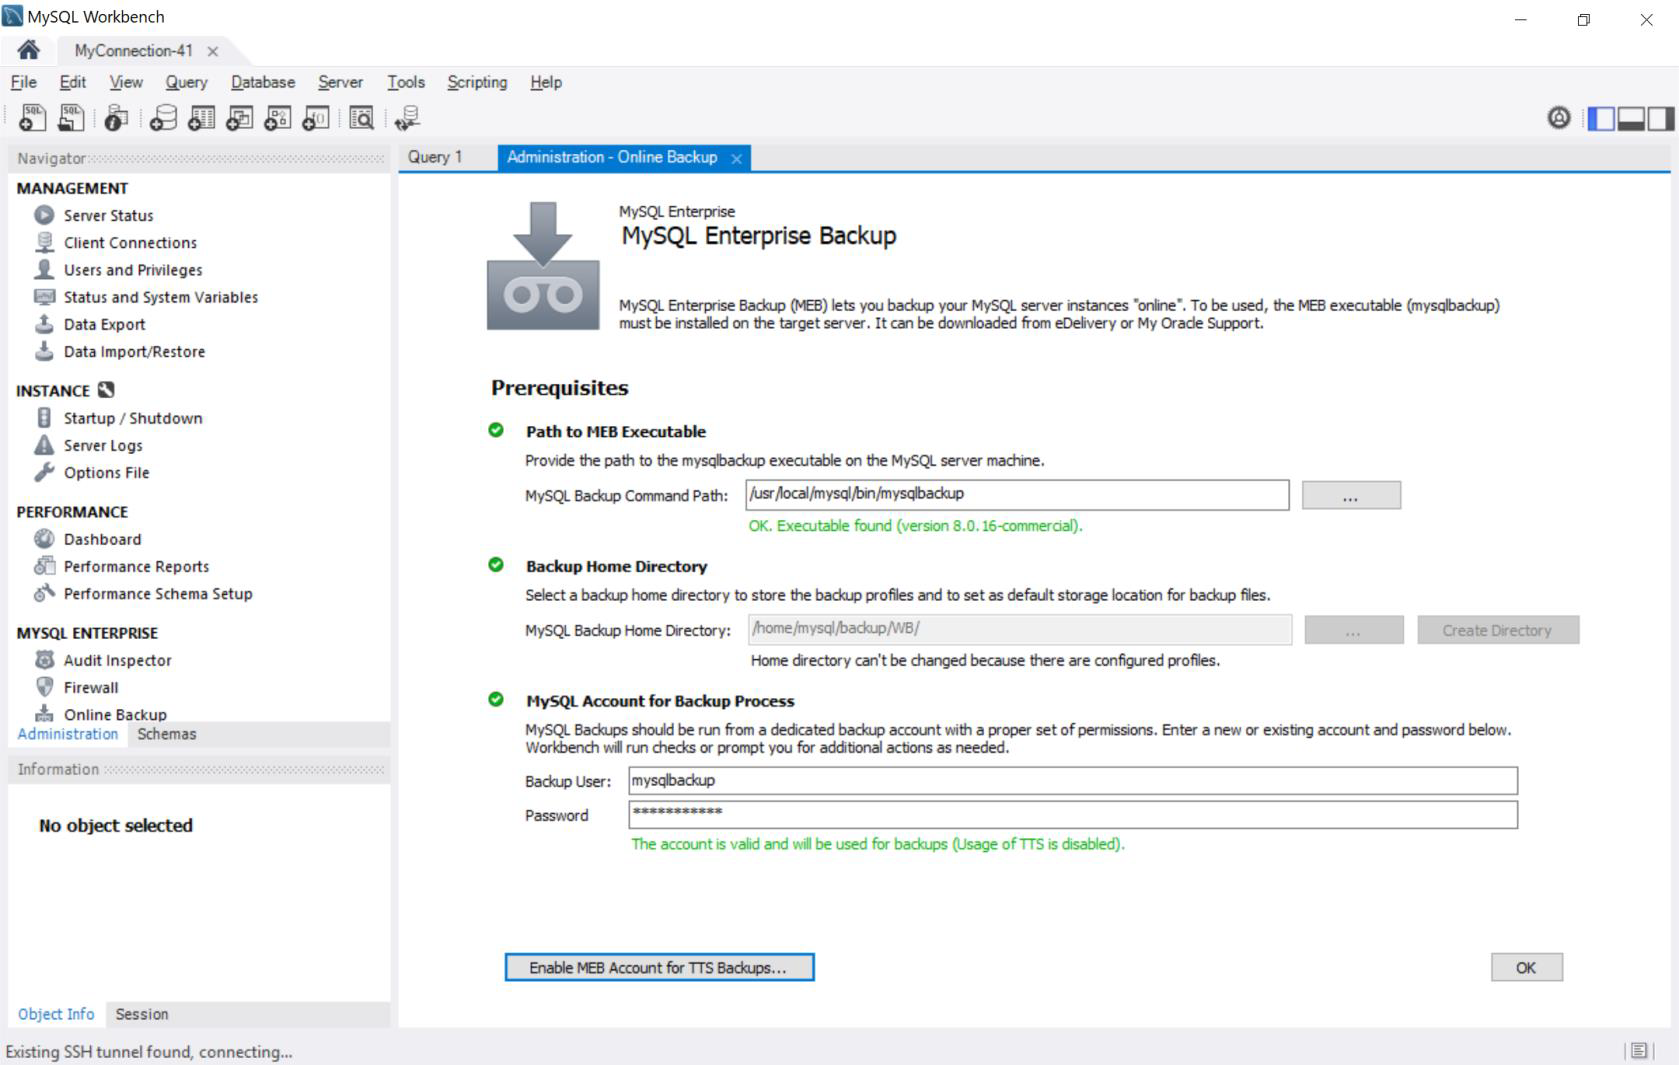 MySQL Workbench
MyConnection-41
File Edit View Query Database Server Tools Scripting Help
SQL SQL
Navigator
MANAGEMENT
Server Status
Client Connections
Users and Privileges
Status and System Variables
Data Export
Data Import/Restore
INSTANCE
Startup / Shutdown
Server Logs
Options File
PERFORMANCE
Dashboard
Performance Reports
Performance Schema Setup
MYSQL ENTERPRISE
Audit Inspector
Firewall
Online Backup
Administration Schemas
Information
No object selected
Object Info Session
Query 1 Administration - Online Backup
MySQL Enterprise
MySQL Enterprise Backup
MySQL Enterprise Backup (MEB) lets you backup your MySQL server instances "online". To be used, the MEB executable (mysqlbackup)
must be installed on the target server. It can be downloaded from eDelivery or My Oracle Support.
Prerequisites
Path to MEB Executable
Provide the path to the mysqlbackup executable on the MySQL server machine.
MySQL Backup Command Path: /usr/local/mysql/bin/mysqlbackup ...
OK. Executable found (version 8.0.16-commercial).
Backup Home Directory
Select a backup home directory to store the backup profiles and to set as default storage location for backup files.
MySQL Backup Home Directory: /home/mysql/backup/WB/ ... Create Directory
Home directory can't be changed because there are configured profiles.
MySQL Account for Backup Process
MySQL Backups should be run from a dedicated backup account with a proper set of permissions. Enter a new or existing account and password below.
Workbench will run checks or prompt you for additional actions as needed.
Backup User: mysqlbackup
Password ***********
The account is valid and will be used for backups (Usage of TTS is disabled).
Enable MEB Account for TTS Backups... OK
Existing SSH tunnel found, connecting...